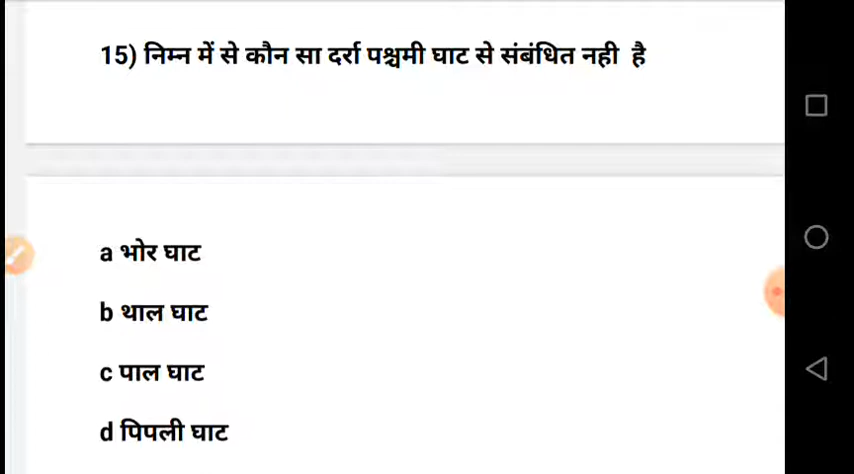 15) निम्न में से कौन सा दर्रा पश्चमी घाट से संबंधित नही है
a भोर घाट
b थाल घाट
c पाल घाट
d पिपली घाट